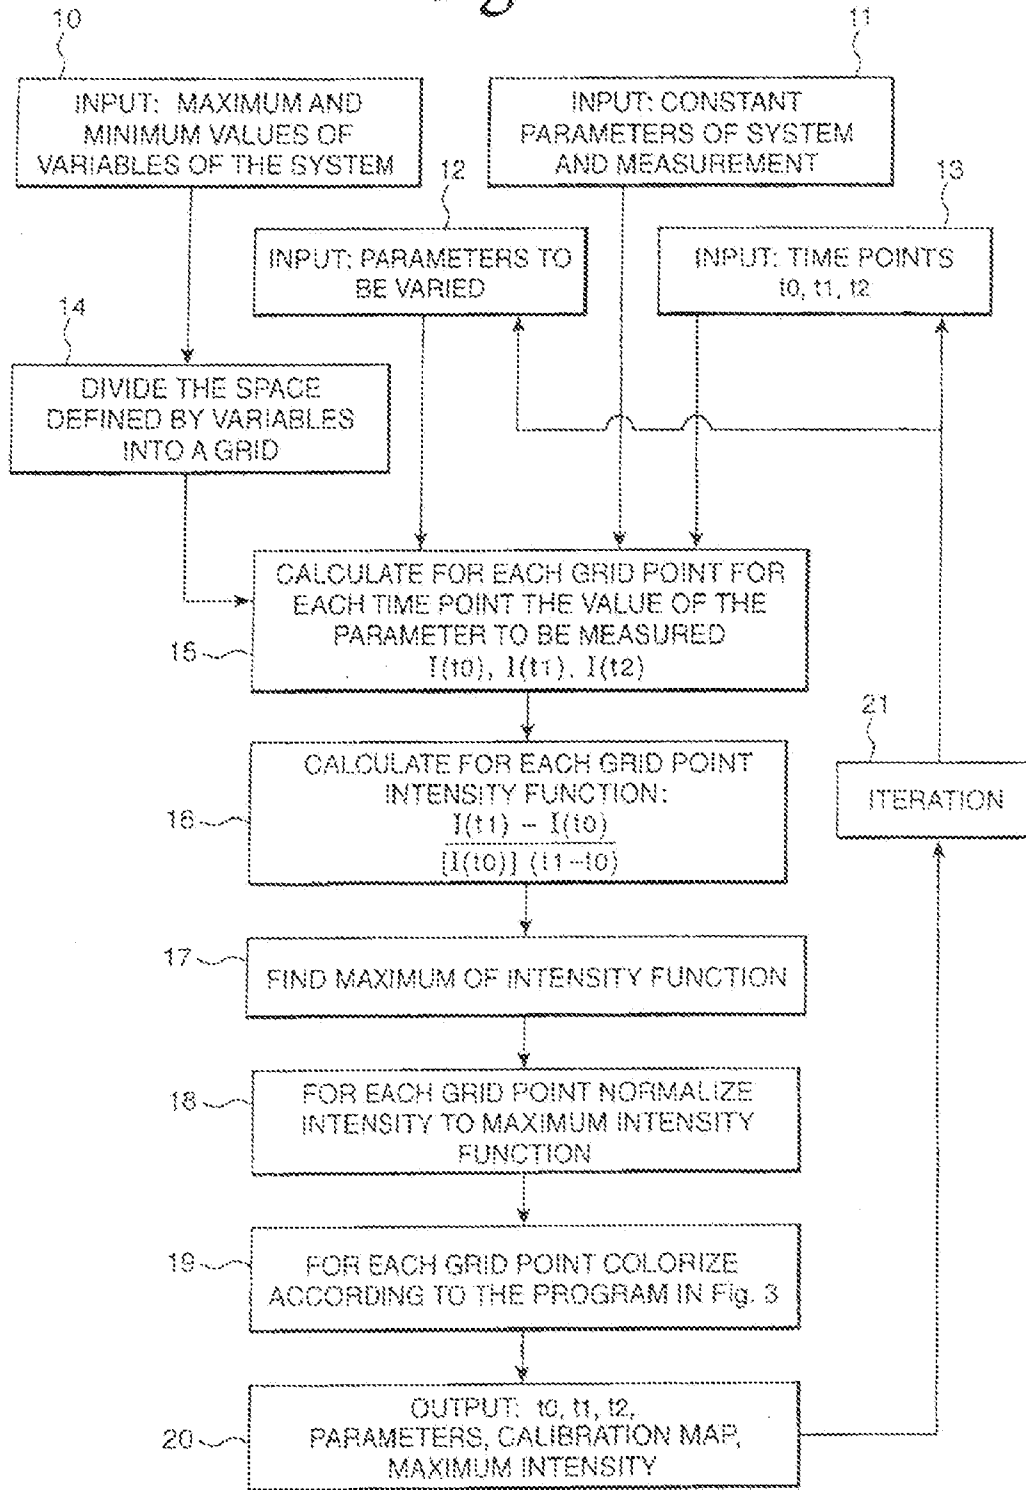 10
11
INPUT: MAXIMUM AND
MINIMUM VALUES OF
VARIABLES OF THE SYSTEM
INPUT: CONSTANT
PARAMETERS OF SYSTEM
AND MEASUREMENT
12
13
INPUT: PARAMETERS TO
BE VARIED
INPUT: TIME POINTS
t0, t1, t2
14
DIVIDE THE SPACE
DEFINED BY VARIABLES
INTO A GRID
CALCULATE FOR EACH GRID POINT FOR
EACH TIME POINT THE VALUE OF THE
PARAMETER TO BE MEASURED
I(t0), I(t1), I(t2)
15
21
ITERATION
CALCULATE FOR EACH GRID POINT
INTENSITY FUNCTION:
I(t1) - I(t0)
[I(t0)] (t1-t0)
16
17
FIND MAXIMUM OF INTENSITY FUNCTION
18
FOR EACH GRID POINT NORMALIZE
INTENSITY TO MAXIMUM INTENSITY
FUNCTION
19
FOR EACH GRID POINT COLORIZE
ACCORDING TO THE PROGRAM IN Fig. 3
20
OUTPUT: t0, t1, t2,
PARAMETERS, CALIBRATION MAP,
MAXIMUM INTENSITY